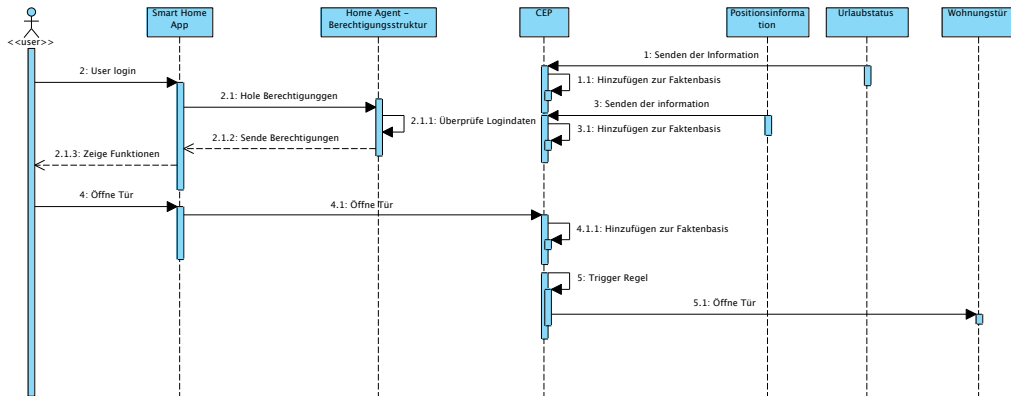 Smart Home
App
Home Agent –
Berechtigungsstruktur
CEP
Positionsinforma
tion
Urlaubstatus
Wohnungstür
<<user>>
1: Senden der Information
2: User login
1.1: Hinzufügen zur Faktenbasis
2.1: Hole Berechtigunggen
3: Senden der information
2.1.1: Überprüfe Logindaten
3.1: Hinzufügen zur Faktenbasis
2.1.2: Sende Berechtigungen
2.1.3: Zeige Funktionen
4: Öffne Tür
4.1: Öffne Tür
4.1.1: Hinzufügen zur Faktenbasis
5: Trigger Regel
5.1: Öffne Tür